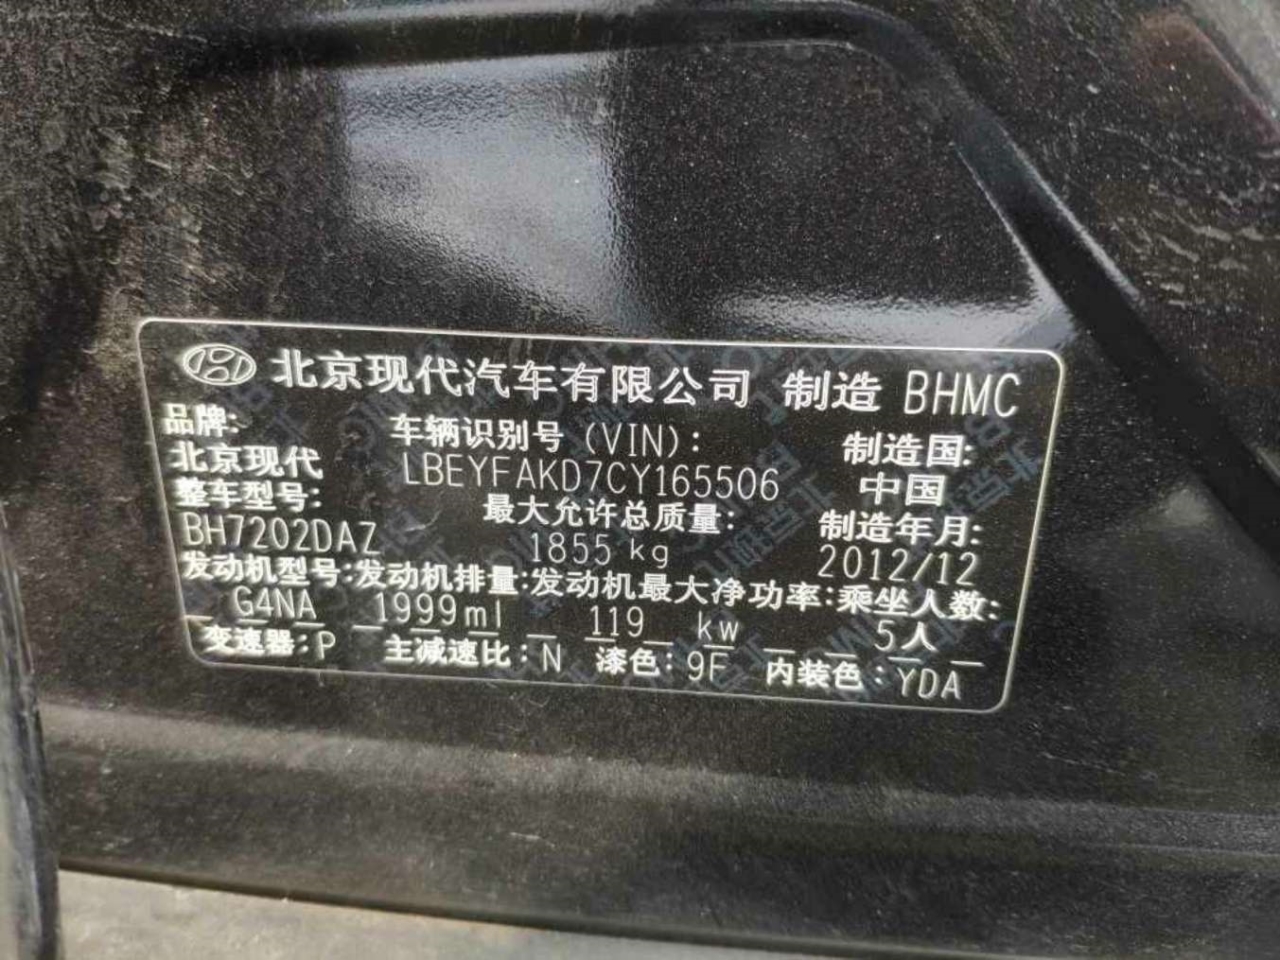 北京现代汽车有限公司 制造 BHMC
品牌: 车辆识别号(VIN): 制造国:
北京现代 LBEYFAKD7CY165506 中国
整车型号: 最大允许总质量: 制造年月:
BH7202DAZ 1855 kg 2012/12
发动机型号:发动机排量:发动机最大净功率:乘坐人数:
G4NA 1999ml 119 kw 5人
变速器:P 主减速比:N 漆色:9F 内装色:YDA